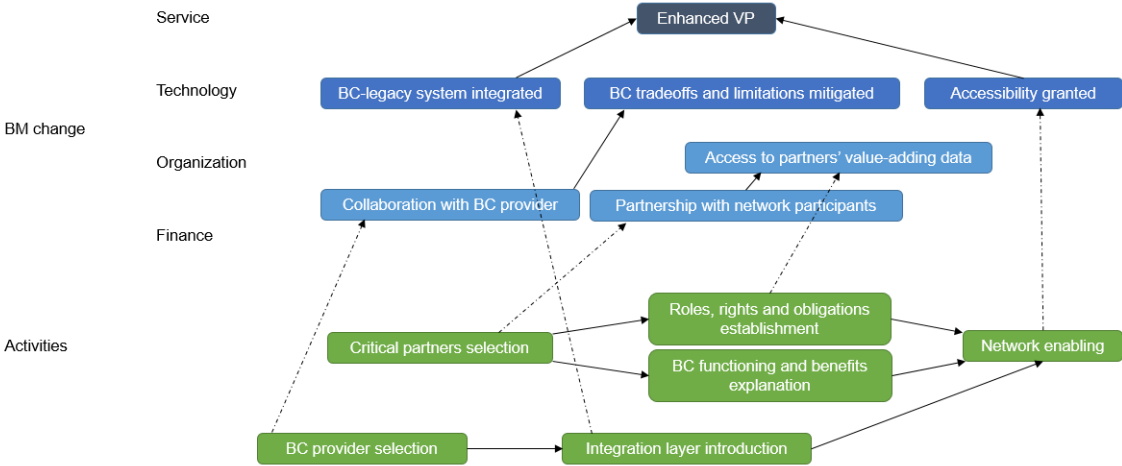 Service
Enhanced VP
Technology
BC-legacy system integrated
BC tradeoffs and limitations mitigated
Accessibility granted
BM change
Organization
Access to partners' value-adding data
Collaboration with BC provider
Partnership with network participants
Finance
Roles, rights and obligations
establishment
Activities
Critical partners selection
Network enabling
BC functioning and benefits
explanation
BC provider selection
Integration layer introduction